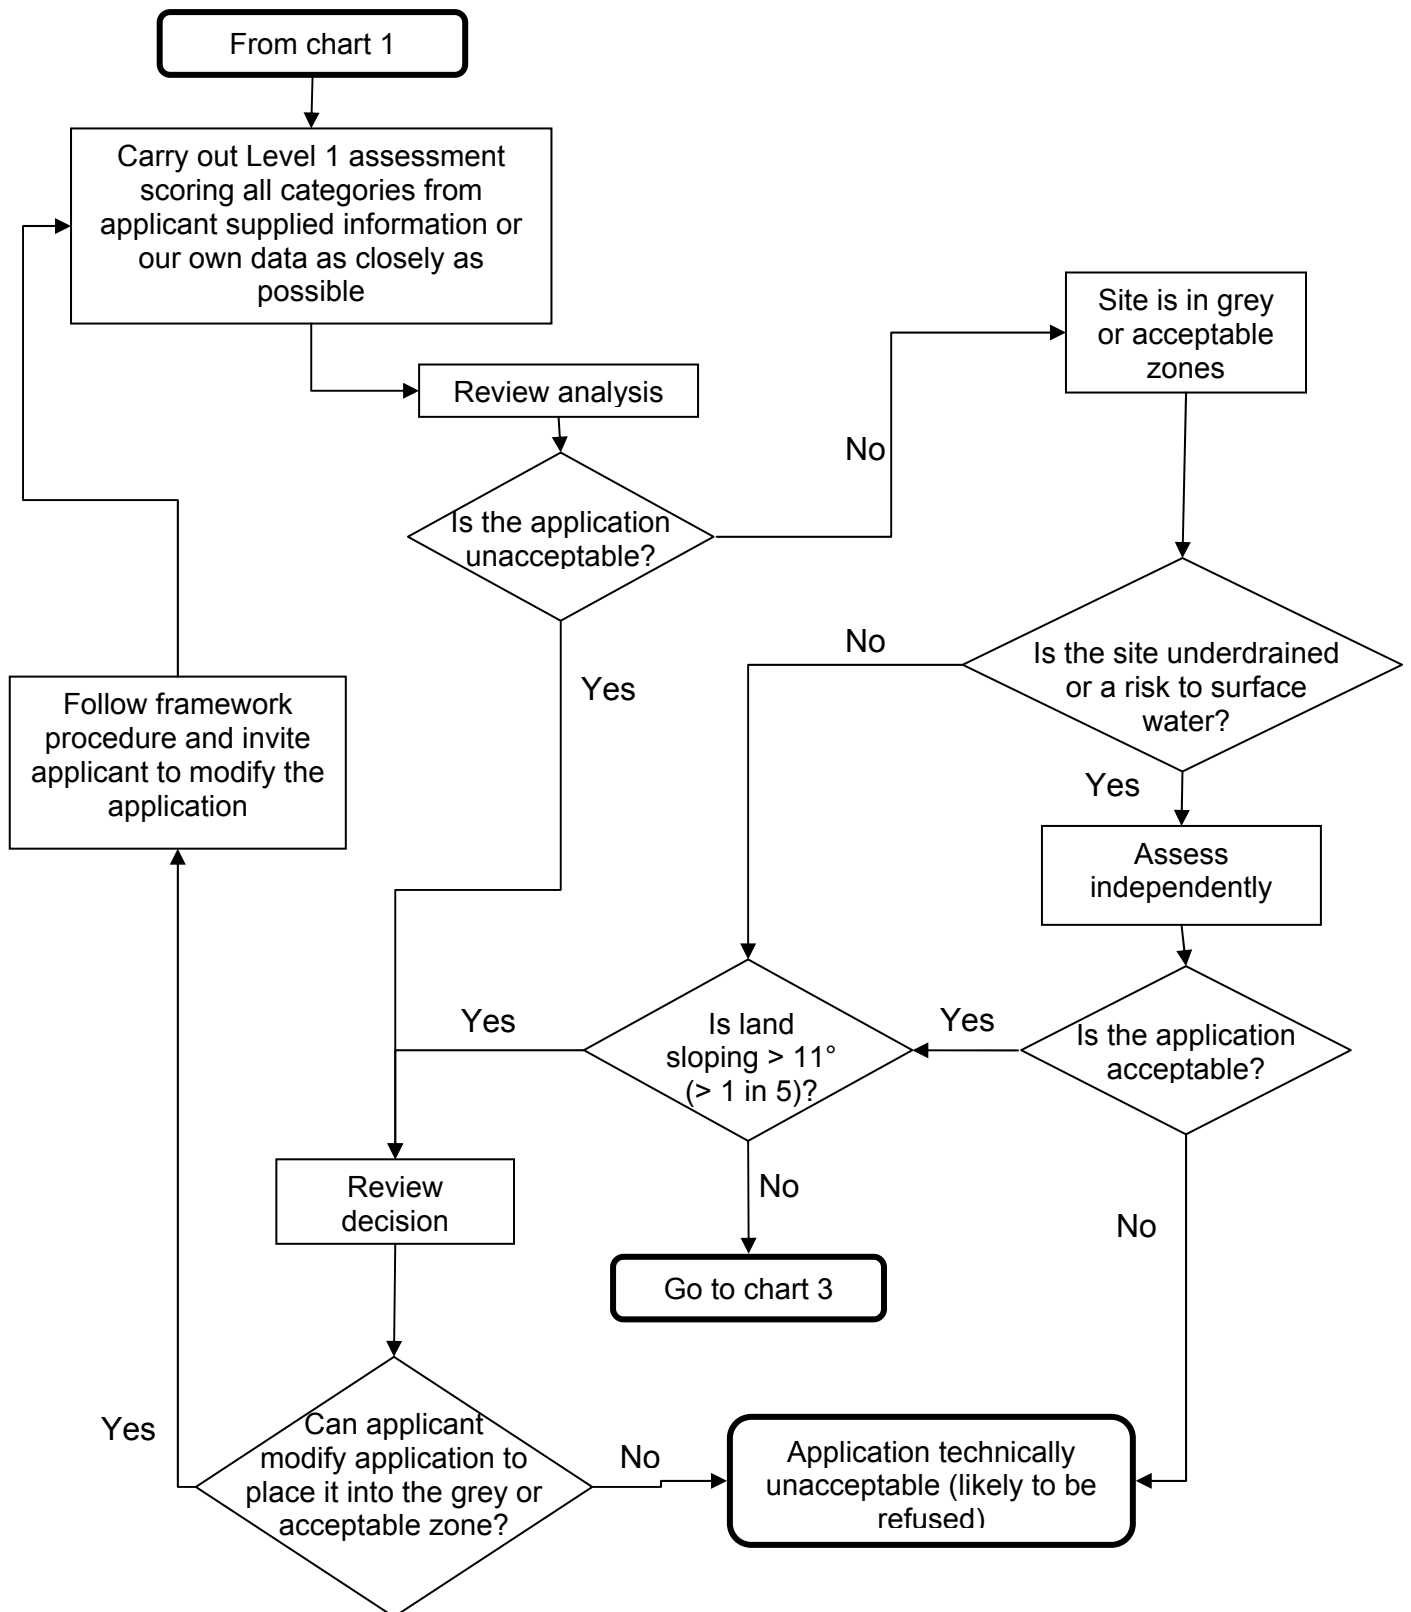 From chart 1
Carry out Level 1 assessment
scoring all categories from
applicant supplied information or
our own data as closely as
possible
Site is in grey
or acceptable
zones
Review analysis
No
Is the application
unacceptable?
No
Is the site underdrained
or a risk to surface
water?
Yes
Follow framework
procedure and invite
applicant to modify the
application
Yes
Assess
independently
Yes
Is land
sloping > 11°
(> 1 in 5)?
Yes
Is the application
acceptable?
Review
decision
No
No
Go to chart 3
Yes
Can applicant
modify application to
place it into the grey or
acceptable zone?
No
Application technically
unacceptable (likely to be
refused)